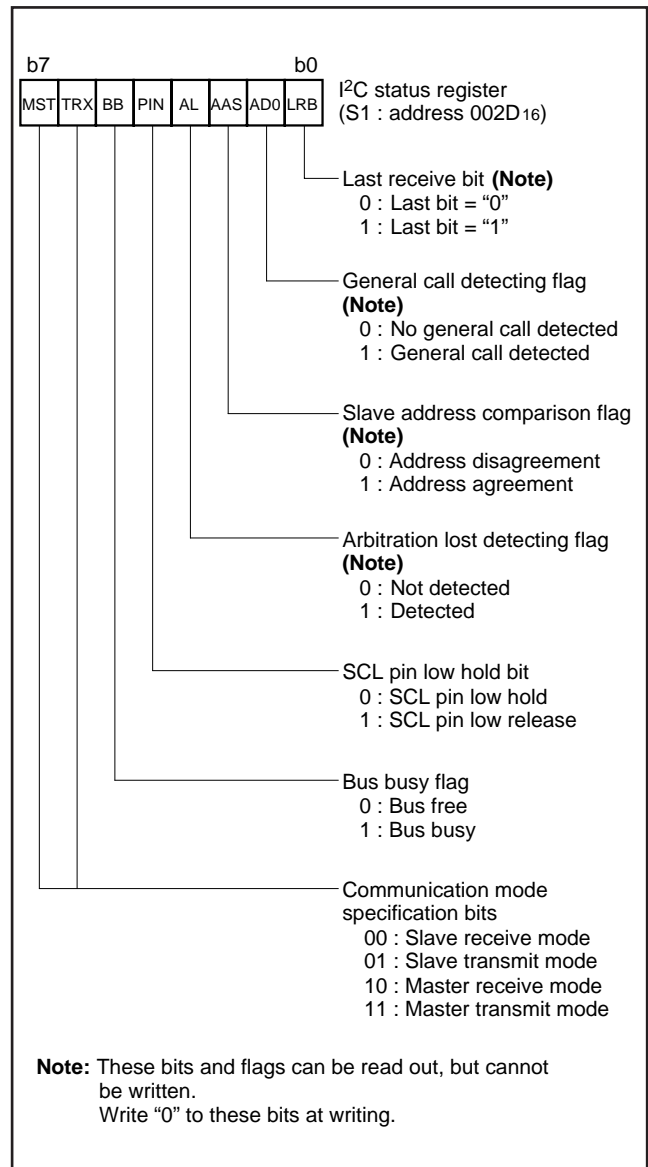 b7 b0
MST TRX BB PIN AL AAS AD0 LRB
I²C status register
(S1 : address 002D₁₆)
Last receive bit (Note)
0 : Last bit = “0”
1 : Last bit = “1”
General call detecting flag
(Note)
0 : No general call detected
1 : General call detected
Slave address comparison flag
(Note)
0 : Address disagreement
1 : Address agreement
Arbitration lost detecting flag
(Note)
0 : Not detected
1 : Detected
SCL pin low hold bit
0 : SCL pin low hold
1 : SCL pin low release
Bus busy flag
0 : Bus free
1 : Bus busy
Communication mode
specification bits
00 : Slave receive mode
01 : Slave transmit mode
10 : Master receive mode
11 : Master transmit mode
Note: These bits and flags can be read out, but cannot
be written.
Write “0” to these bits at writing.